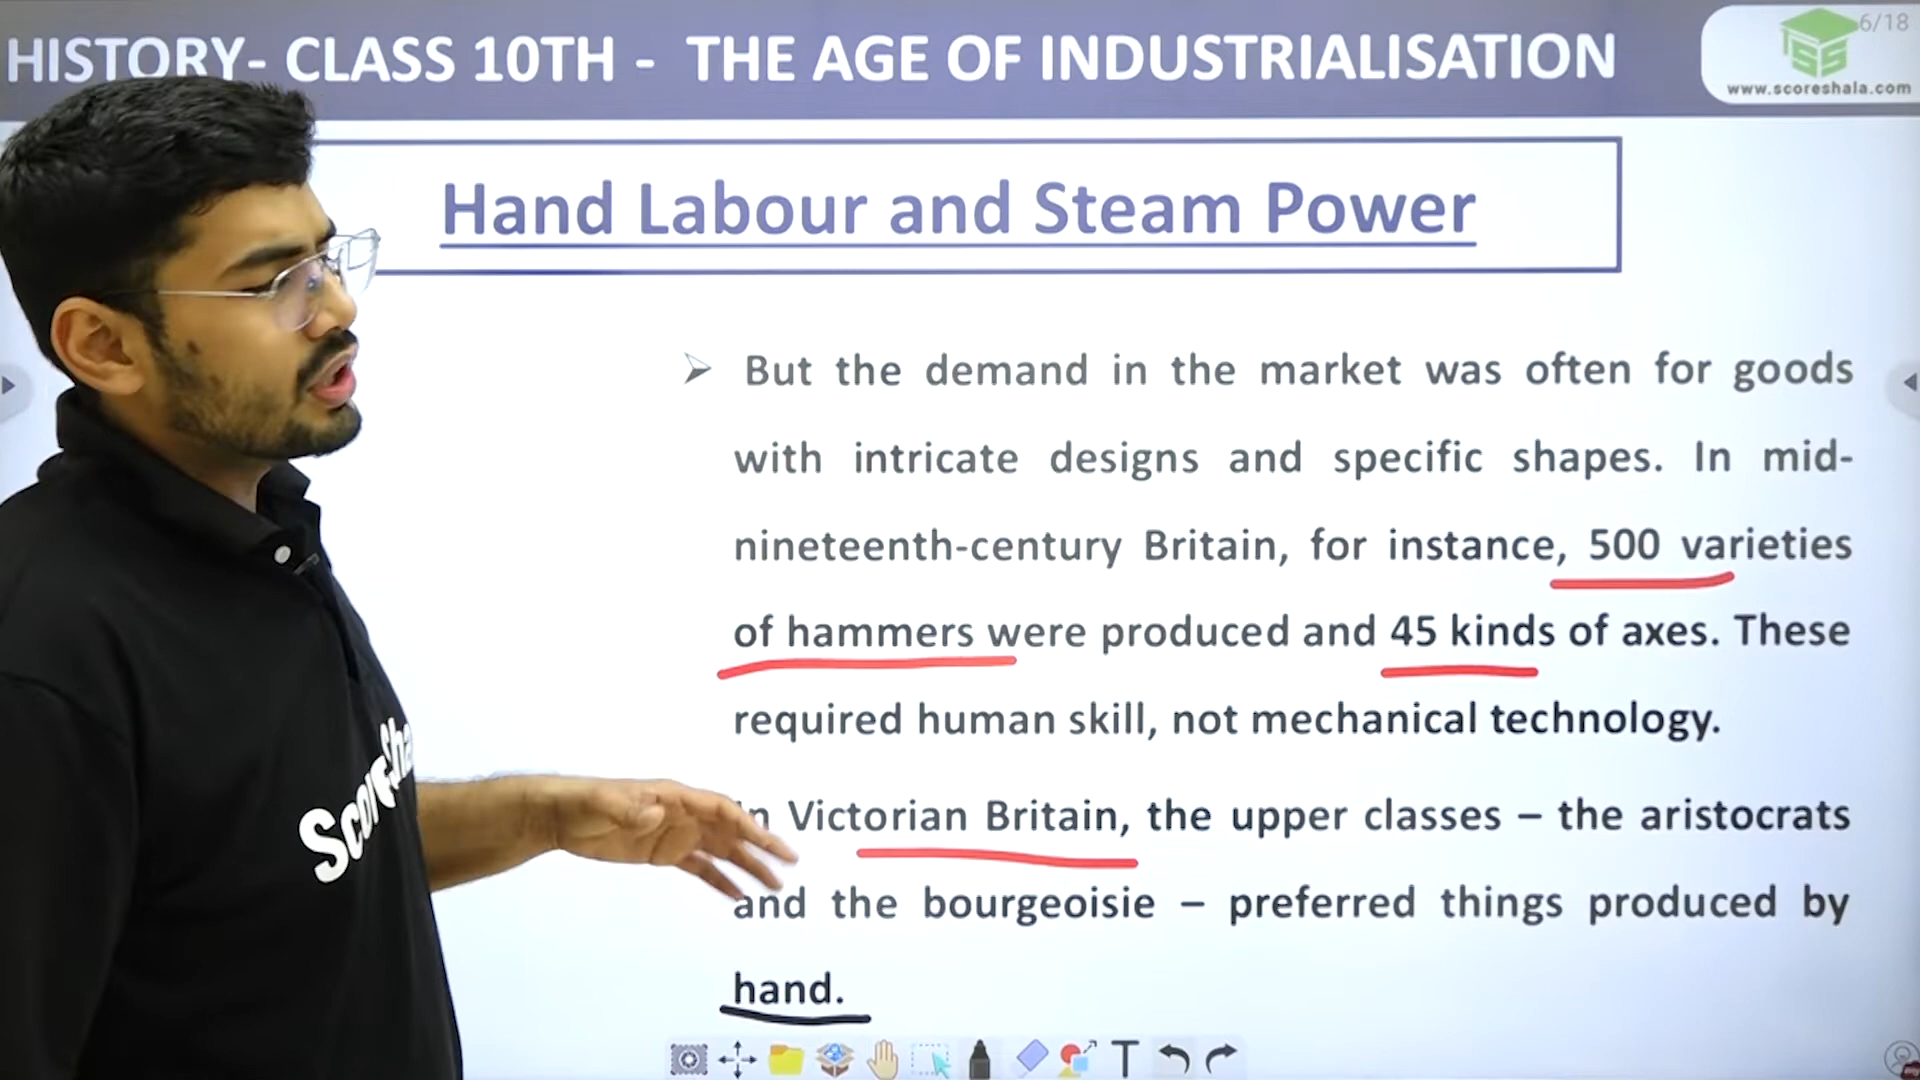 HISTORY- CLASS 10TH - THE AGE OF INDUSTRIALISATION
6/18
www.scoreshala.com
Hand Labour and Steam Power
➢ But the demand in the market was often for goods
with intricate designs and specific shapes. In mid-
nineteenth-century Britain, for instance, 500 varieties
of hammers were produced and 45 kinds of axes. These
required human skill, not mechanical technology.
Victorian Britain, the upper classes – the aristocrats
and the bourgeoisie – preferred things produced by
hand.
T